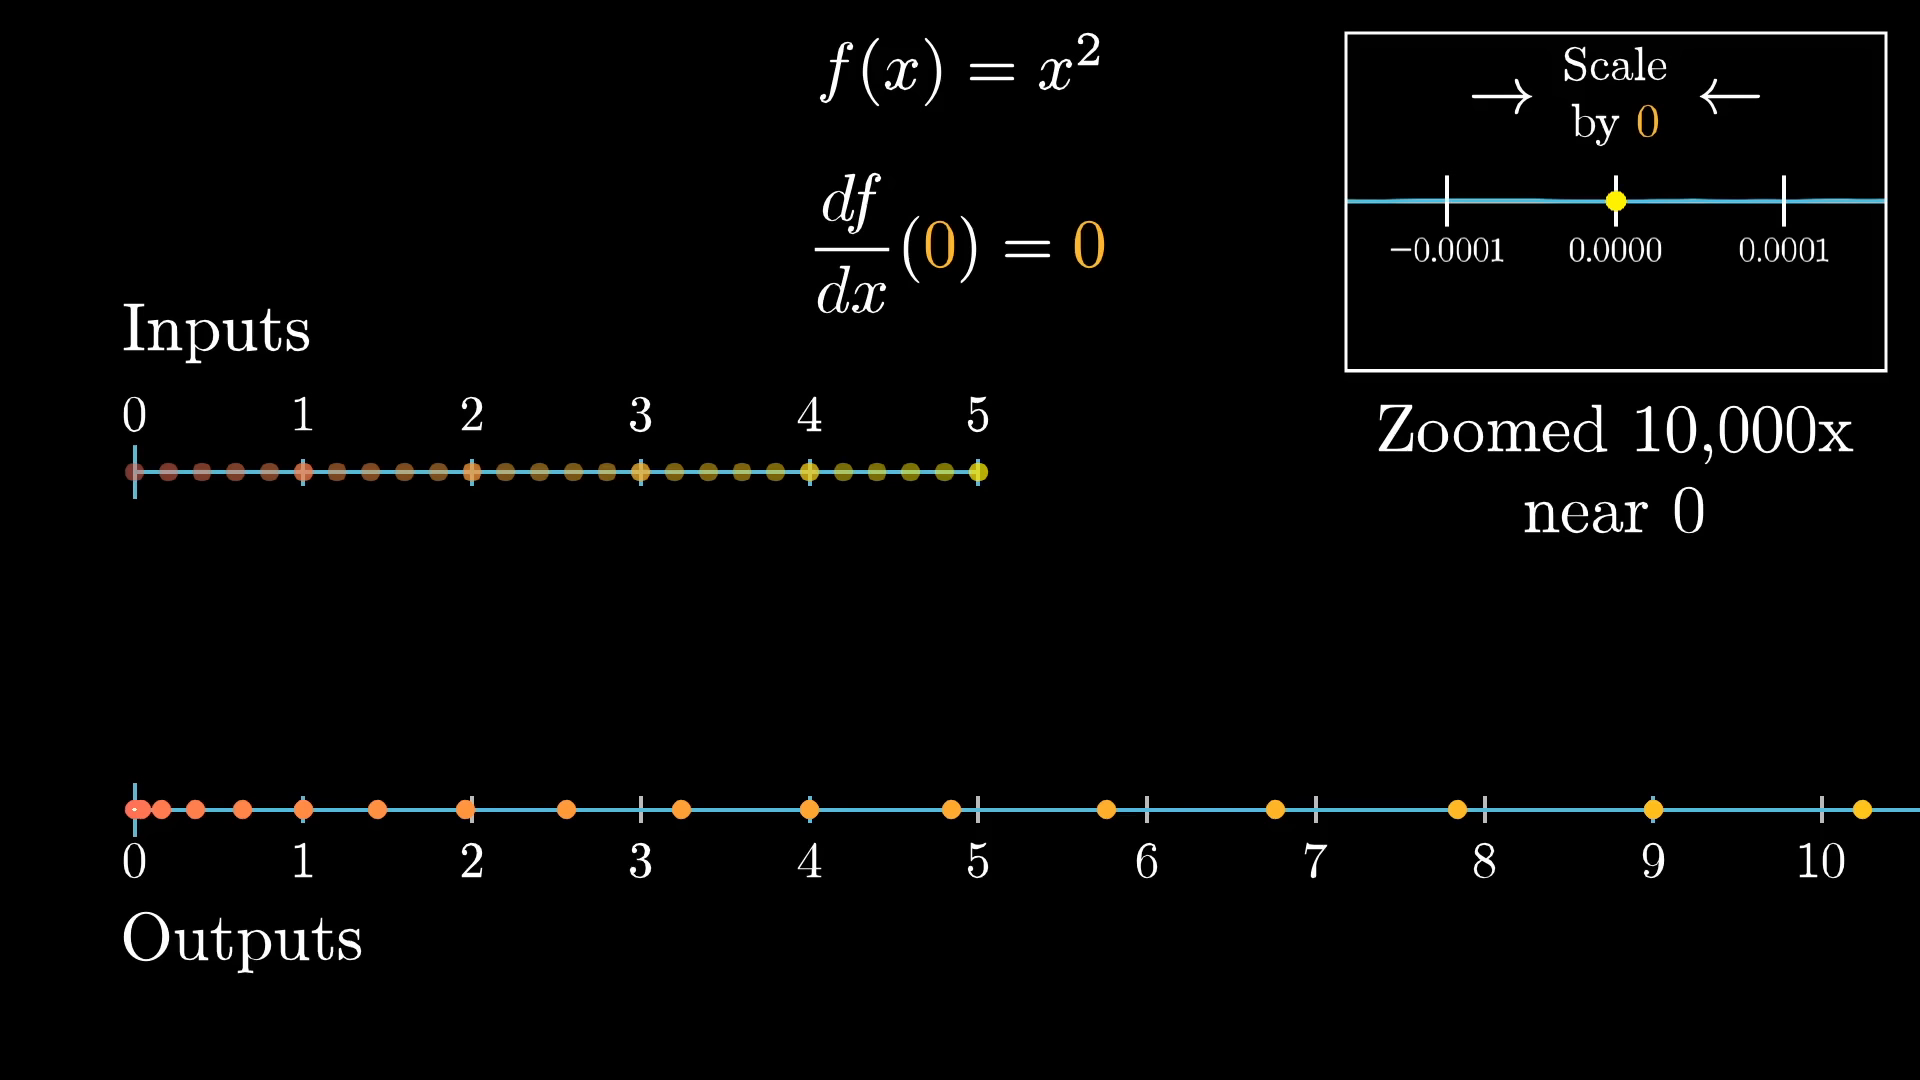 f(x) = x²
df/dx(0) = 0
Scale
by 0
−0.0001 0.0000 0.0001
Zoomed 10,000x
near 0
Inputs
0 1 2 3 4 5
0 1 2 3 4 5 6 7 8 9 10
Outputs